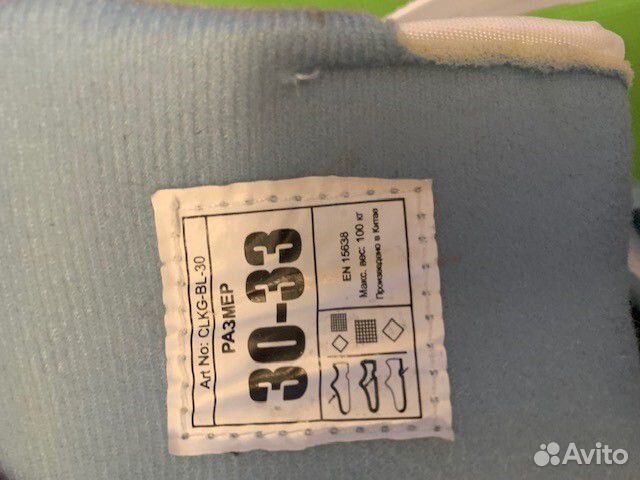 Art No: CLKG-BL-30
РАЗМЕР
30-33
EN 15638
Макс. вес: 100 кг
Произведено в Китае
Avito